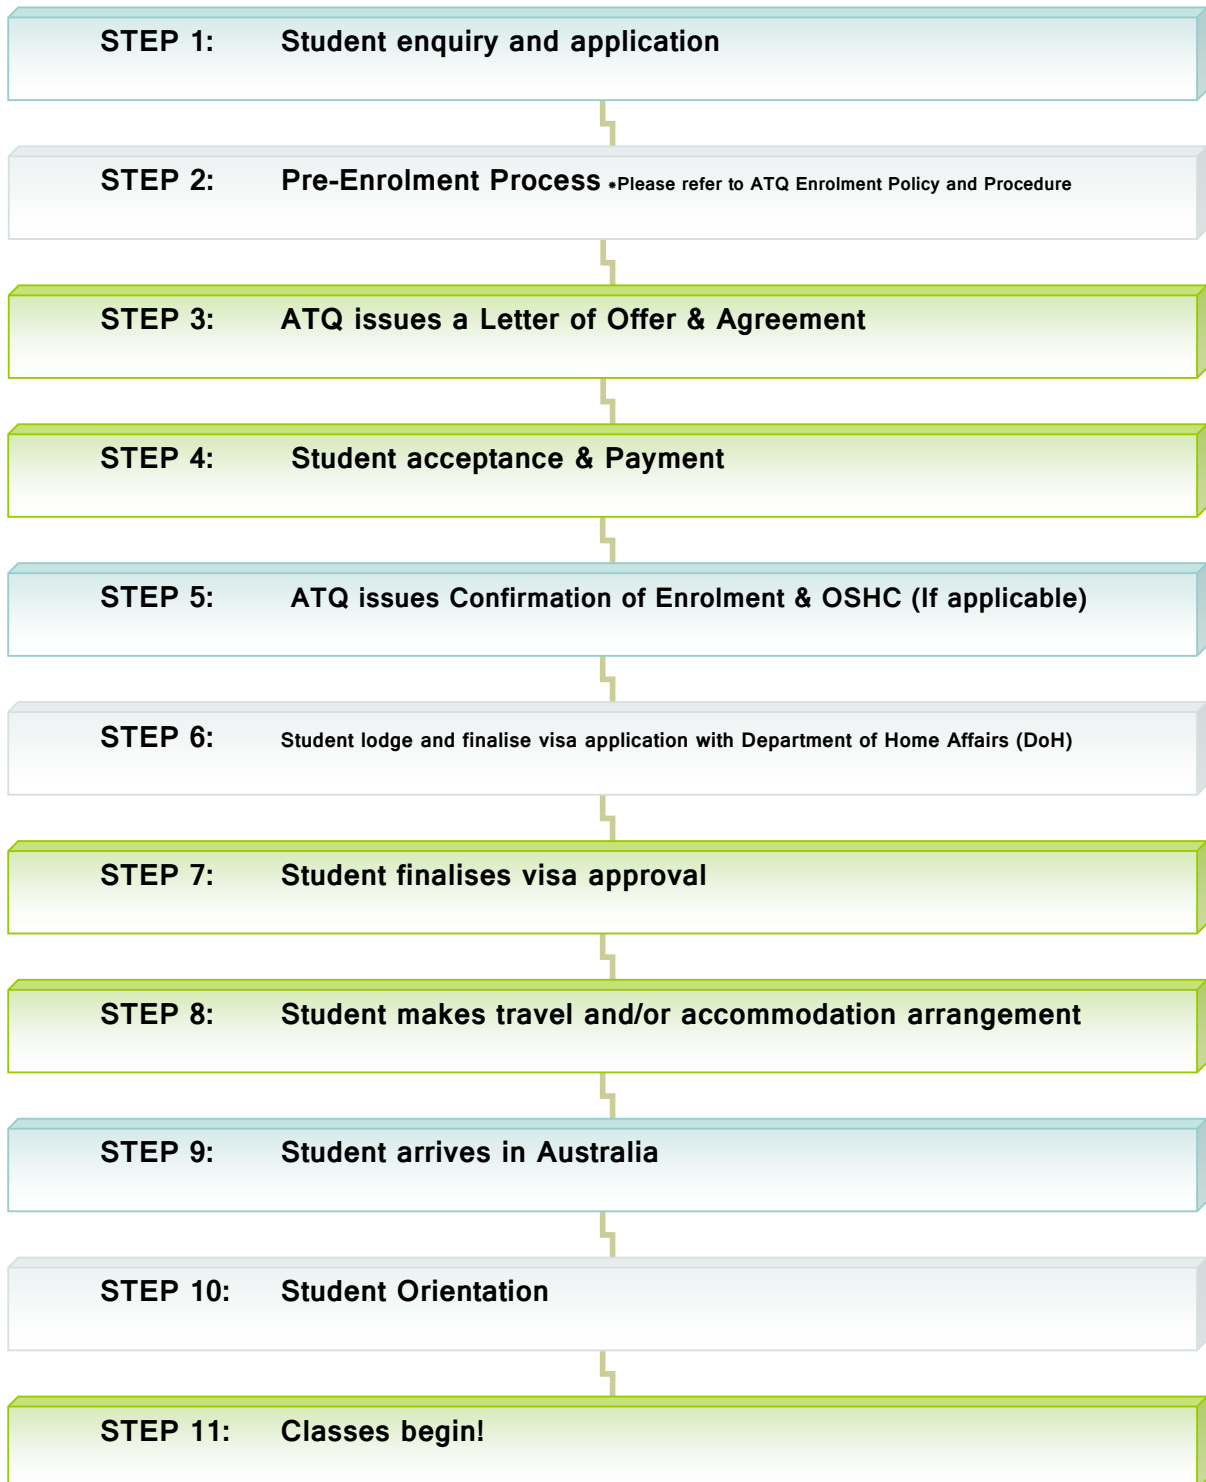 STEP 1: Student enquiry and application
STEP 2: Pre-Enrolment Process *Please refer to ATQ Enrolment Policy and Procedure
STEP 3: ATQ issues a Letter of Offer & Agreement
STEP 4: Student acceptance & Payment
STEP 5: ATQ issues Confirmation of Enrolment & OSHC (If applicable)
STEP 6: Student lodge and finalise visa application with Department of Home Affairs (DoH)
STEP 7: Student finalises visa approval
STEP 8: Student makes travel and/or accommodation arrangement
STEP 9: Student arrives in Australia
STEP 10: Student Orientation
STEP 11: Classes begin!